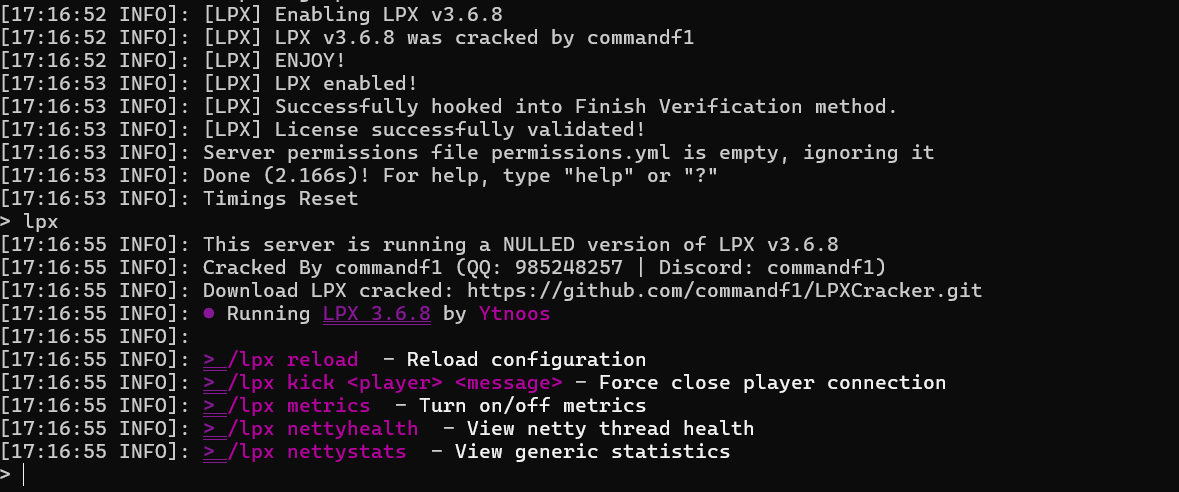 [17:16:52 INFO]: [LPX] Enabling LPX v3.6.8
[17:16:52 INFO]: [LPX] LPX v3.6.8 was cracked by commandf1
[17:16:52 INFO]: [LPX] ENJOY!
[17:16:53 INFO]: [LPX] LPX enabled!
[17:16:53 INFO]: [LPX] Successfully hooked into Finish Verification method.
[17:16:53 INFO]: [LPX] License successfully validated!
[17:16:53 INFO]: Server permissions file permissions.yml is empty, ignoring it
[17:16:53 INFO]: Done (2.166s)! For help, type "help" or "?"
[17:16:53 INFO]: Timings Reset
> lpx
[17:16:55 INFO]: This server is running a NULLED version of LPX v3.6.8
[17:16:55 INFO]: Cracked By commandf1 (QQ: 985248257 | Discord: commandf1)
[17:16:55 INFO]: Download LPX cracked: https://github.com/commandf1/LPXCracker.git
[17:16:55 INFO]: ● Running LPX 3.6.8 by Ytnoos
[17:16:55 INFO]:
[17:16:55 INFO]: > /lpx reload  - Reload configuration
[17:16:55 INFO]: > /lpx kick <player> <message> - Force close player connection
[17:16:55 INFO]: > /lpx metrics  - Turn on/off metrics
[17:16:55 INFO]: > /lpx nettyhealth  - View netty thread health
[17:16:55 INFO]: > /lpx nettystats  - View generic statistics
>